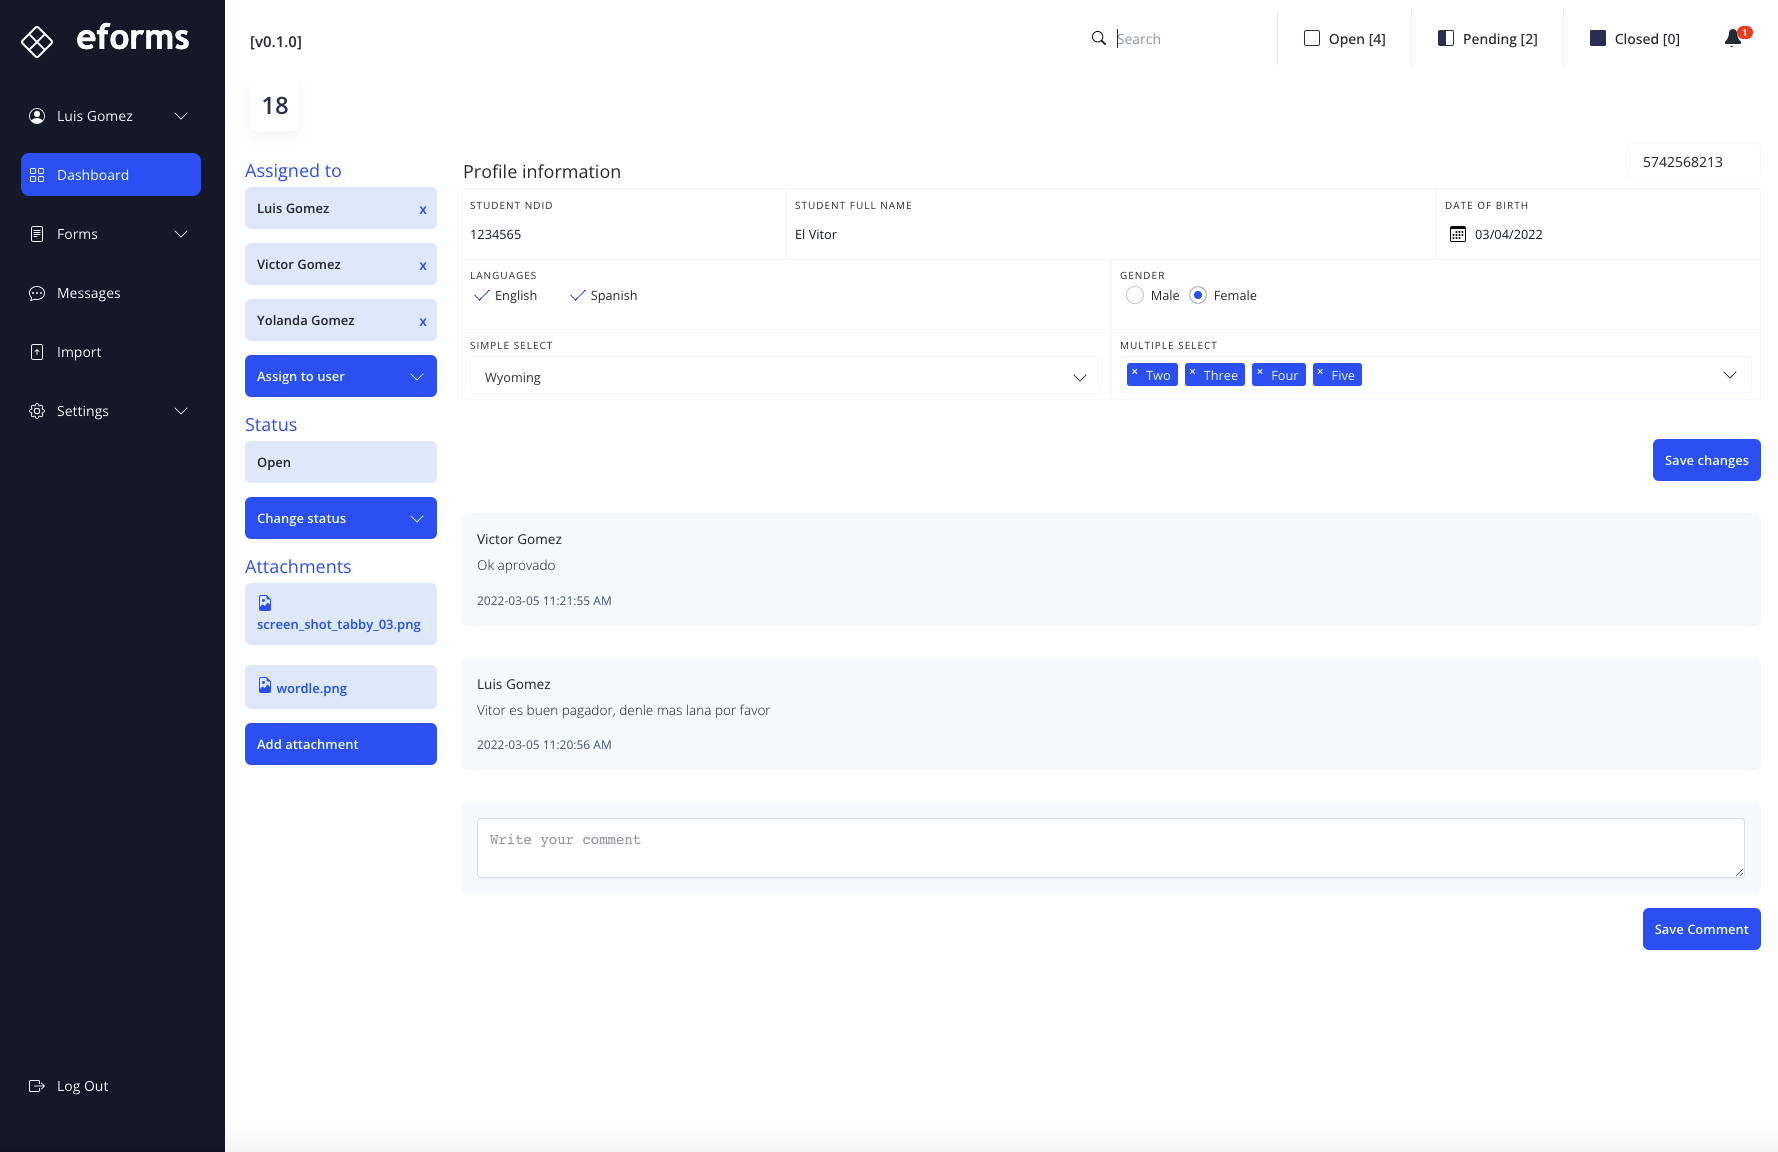 eforms
Luis Gomez
Dashboard
Forms
Messages
Import
Settings
Log Out
[v0.1.0]
Search
Open [4]
Pending [2]
Closed [0]
1
18
Assigned to
Luis Gomez x
Victor Gomez x
Yolanda Gomez x
Assign to user
Status
Open
Change status
Attachments
screen_shot_tabby_03.png
wordle.png
Add attachment
Profile information
5742568213
STUDENT NDID
1234565
STUDENT FULL NAME
El Vitor
DATE OF BIRTH
03/04/2022
LANGUAGES
English Spanish
GENDER
Male Female
SIMPLE SELECT
Wyoming
MULTIPLE SELECT
× Two × Three × Four × Five
Save changes
Victor Gomez
Ok aprovado
2022-03-05 11:21:55 AM
Luis Gomez
Vitor es buen pagador, denle mas lana por favor
2022-03-05 11:20:56 AM
Write your comment
Save Comment